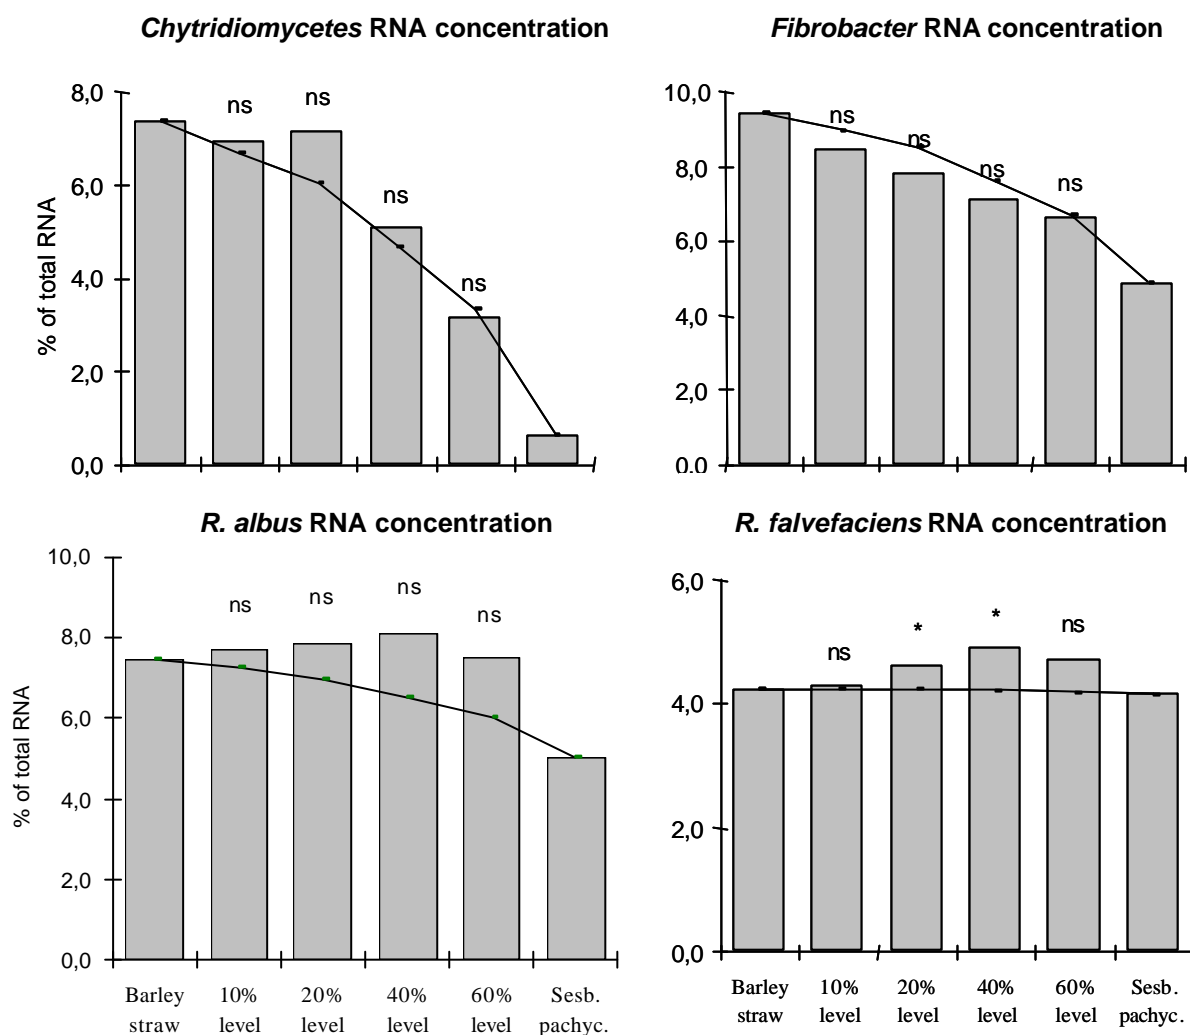 Chytridiomycetes RNA concentration
% of total RNA
8,0
6,0
4,0
2,0
0,0
ns
ns
ns
ns
Fibrobacter RNA concentration
10,0
8,0
6,0
4,0
2,0
0,0
ns
ns
ns
ns
R. albus RNA concentration
% of total RNA
10,0
8,0
6,0
4,0
2,0
0,0
ns
ns
ns
ns
Barley straw
10% level
20% level
40% level
60% level
Sesb. pachyc.
R. falvefaciens RNA concentration
6,0
4,0
2,0
0,0
ns
*
*
ns
Barley straw
10% level
20% level
40% level
60% level
Sesb. pachyc.